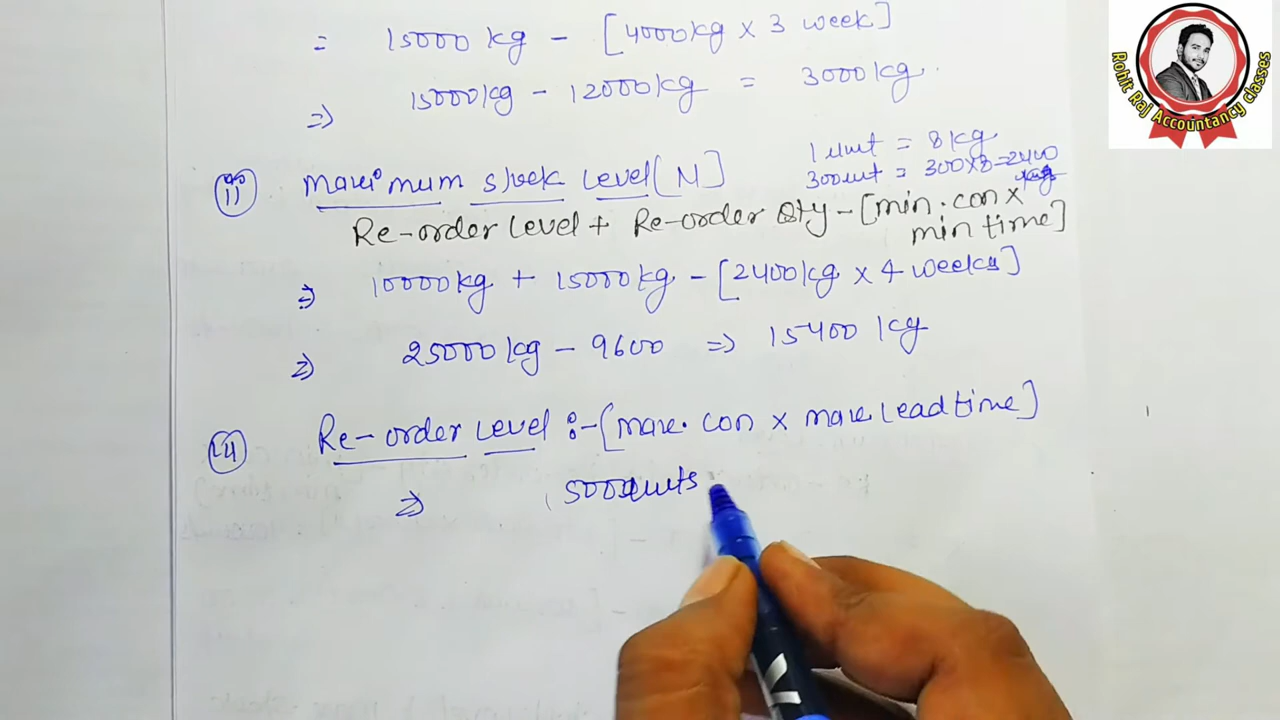 = 15000 kg - [4000 kg x 3 week]
=> 15000 kg - 12000 kg = 3000 kg.
1 unit = 8 kg
300 unit = 300 x 8 = 2400 kg
(ii) Maximum stock Level [M]
Re-order Level + Re-order Qty - [min. con x
min time]
=> 10000 kg + 15000 kg - [2400 kg x 4 weeks]
=> 25000 kg - 9600 => 15400 kg
Re-order Level :- [max. con x max Lead time]
=> units
Rohit Raj Accountancy classes